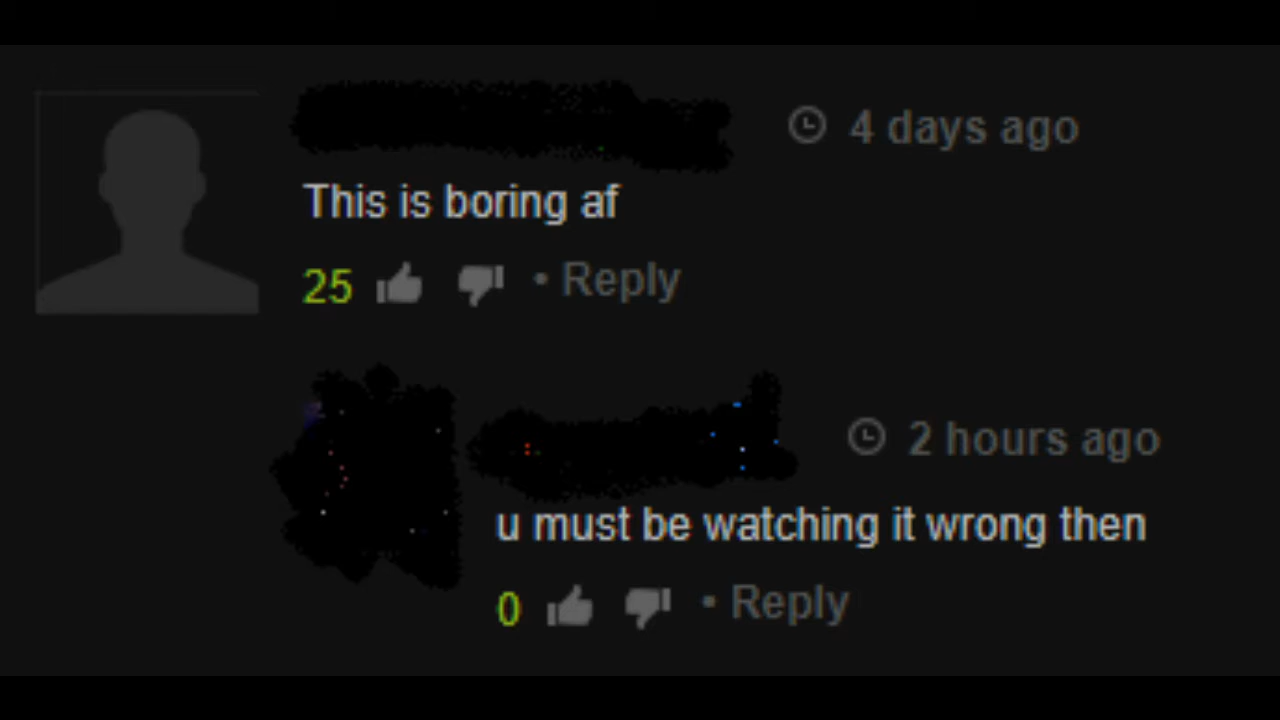 4 days ago
This is boring af
25 • Reply
2 hours ago
u must be watching it wrong then
0 • Reply